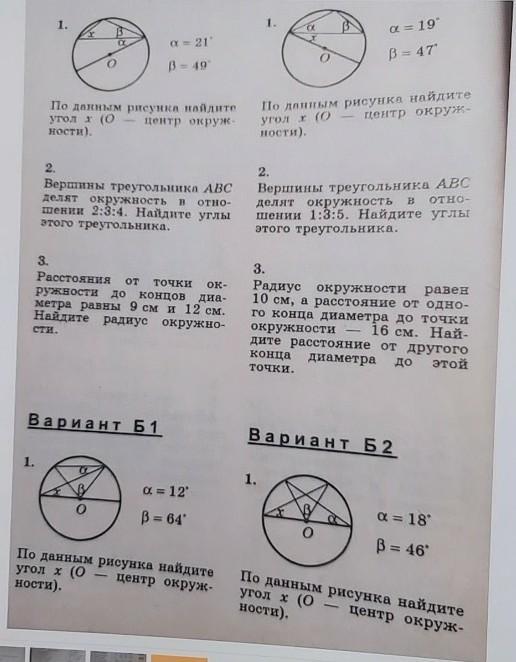 1.
x β
α
O
α = 21°
β = 49°
По данным рисунка найдите
угол x (O — центр окруж-
ности).
2.
Вершины треугольника ABC
делят окружность в отно-
шении 2:3:4. Найдите углы
этого треугольника.
3.
Расстояния от точки ок-
ружности до концов диа-
метра равны 9 см и 12 см.
Найдите радиус окружно-
сти.
1.
α β
x
O
α = 19°
β = 47°
По данным рисунка найдите
угол x (O — центр окруж-
ности).
2.
Вершины треугольника ABC
делят окружность в отно-
шении 1:3:5. Найдите углы
этого треугольника.
3.
Радиус окружности равен
10 см, а расстояние от одно-
го конца диаметра до точки
окружности — 16 см. Най-
дите расстояние от другого
конца диаметра до этой
точки.
Вариант Б1
1.
α
x β
O
α = 12°
β = 64°
По данным рисунка найдите
угол x (O — центр окруж-
ности).
Вариант Б2
1.
x β α
O
α = 18°
β = 46°
По данным рисунка найдите
угол x (O — центр окруж-
ности).